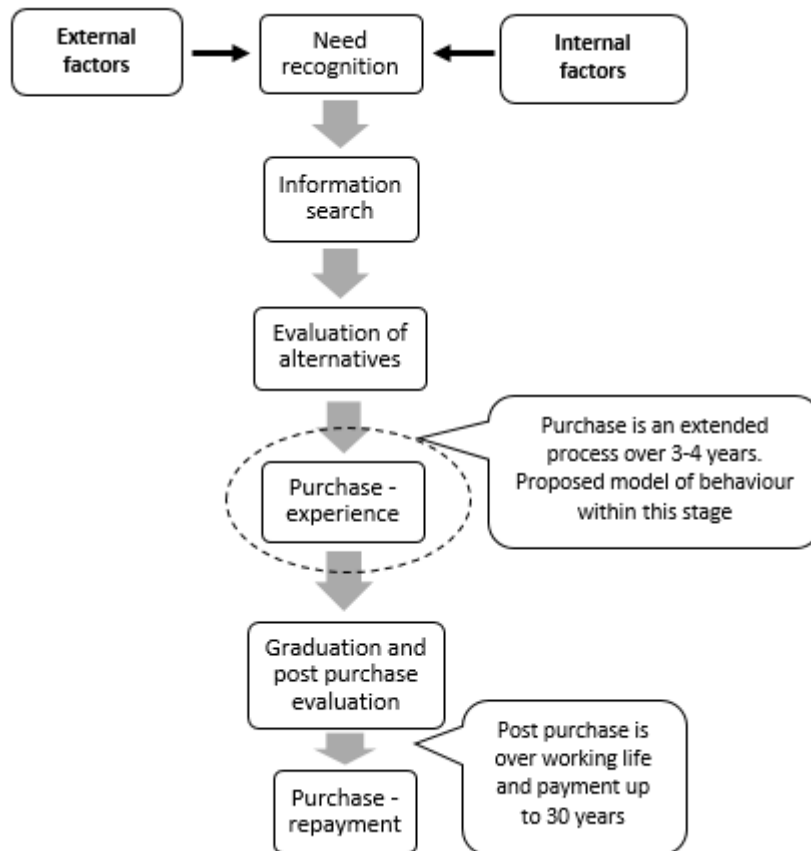 External
factors
Need
recognition
Internal
factors
Information
search
Evaluation of
alternatives
Purchase is an extended
process over 3-4 years.
Proposed model of behaviour
within this stage
Purchase -
experience
Graduation and
post purchase
evaluation
Post purchase is
over working life
and payment up
to 30 years
Purchase -
repayment